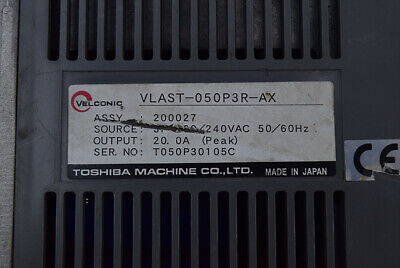 VELCONIC VLAST-050P3R-AX
ASSY : 200027
SOURCE: /240VAC 50/60Hz
OUTPUT: 20.0A (Peak)
SER.NO: T050P30105C
TOSHIBA MACHINE CO.,LTD. MADE IN JAPAN
CE